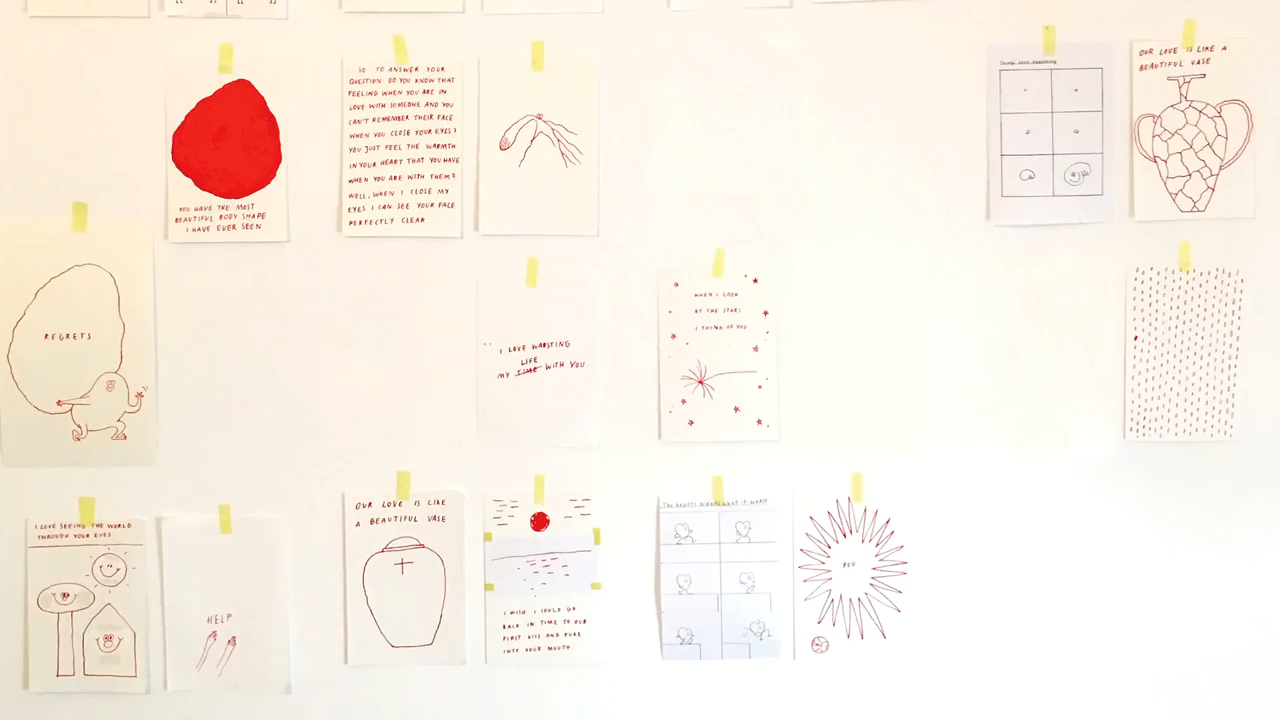 YOU HAVE THE MOST
BEAUTIFUL BODY SHAPE
I HAVE EVER SEEN
SO TO ANSWER YOUR
QUESTION DO YOU KNOW THAT
FEELING WHEN YOU ARE IN
LOVE WITH SOMEONE AND YOU
CAN'T REMEMBER THEIR FACE
WHEN YOU CLOSE YOUR EYES?
YOU JUST FEEL THE WARMTH
IN YOUR HEART THAT YOU HAVE
WHEN YOU ARE WITH THEM?
WELL, WHEN I CLOSE MY
EYES I CAN SEE YOUR FACE
PERFECTLY CLEAR
OUR LOVE IS LIKE A
BEAUTIFUL VASE
REGRETS
I LOVE WABSTING
LIFE
MY TIME WITH YOU
WHEN I LOOK
AT THE STARS
I THINK OF YOU
I LOVE SEEING THE WORLD
THROUGH YOUR EYES
HELP
OUR LOVE IS LIKE
A BEAUTIFUL VASE
I WISH I COULD GO
BACK IN TIME TO OUR
FIRST KISS AND PUKE
INTO YOUR MOUTH.
YOU